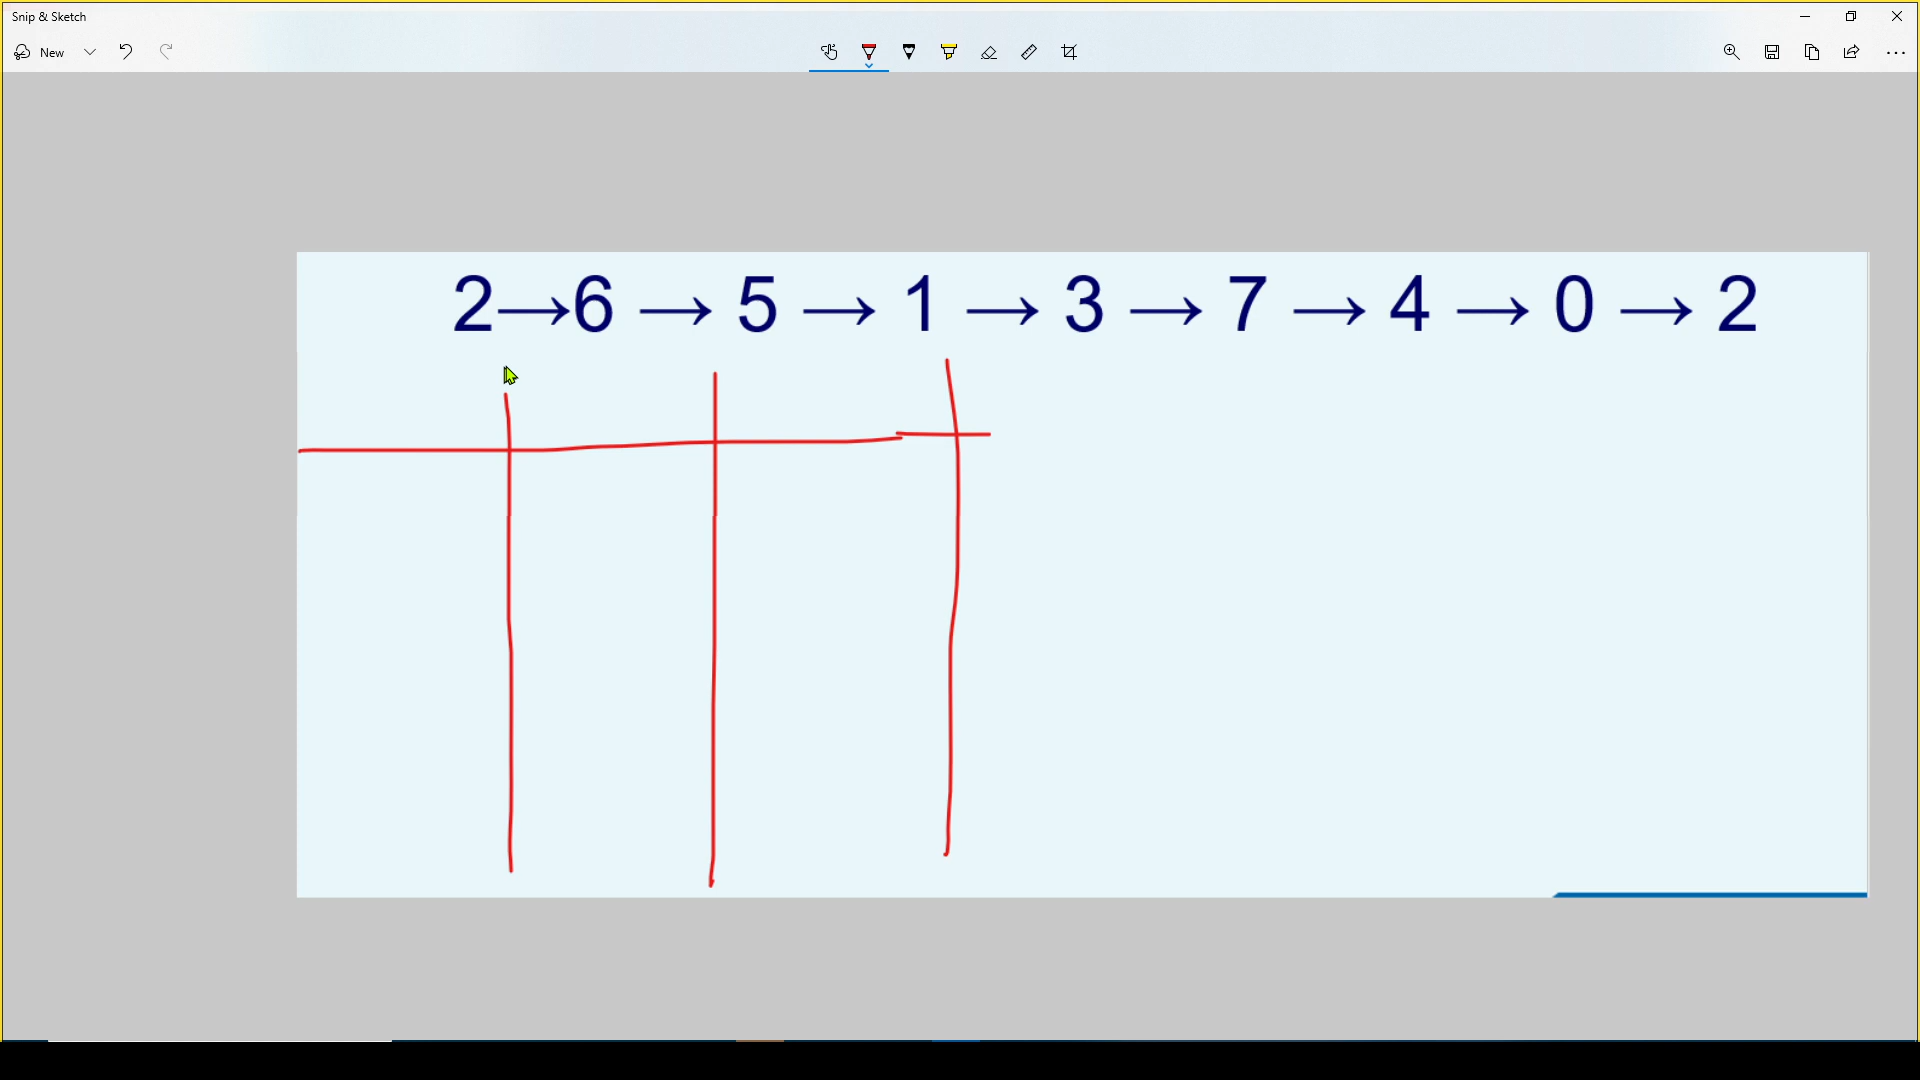 Snip & Sketch
New
2→6 → 5 → 1 → 3 → 7 → 4 → 0 → 2